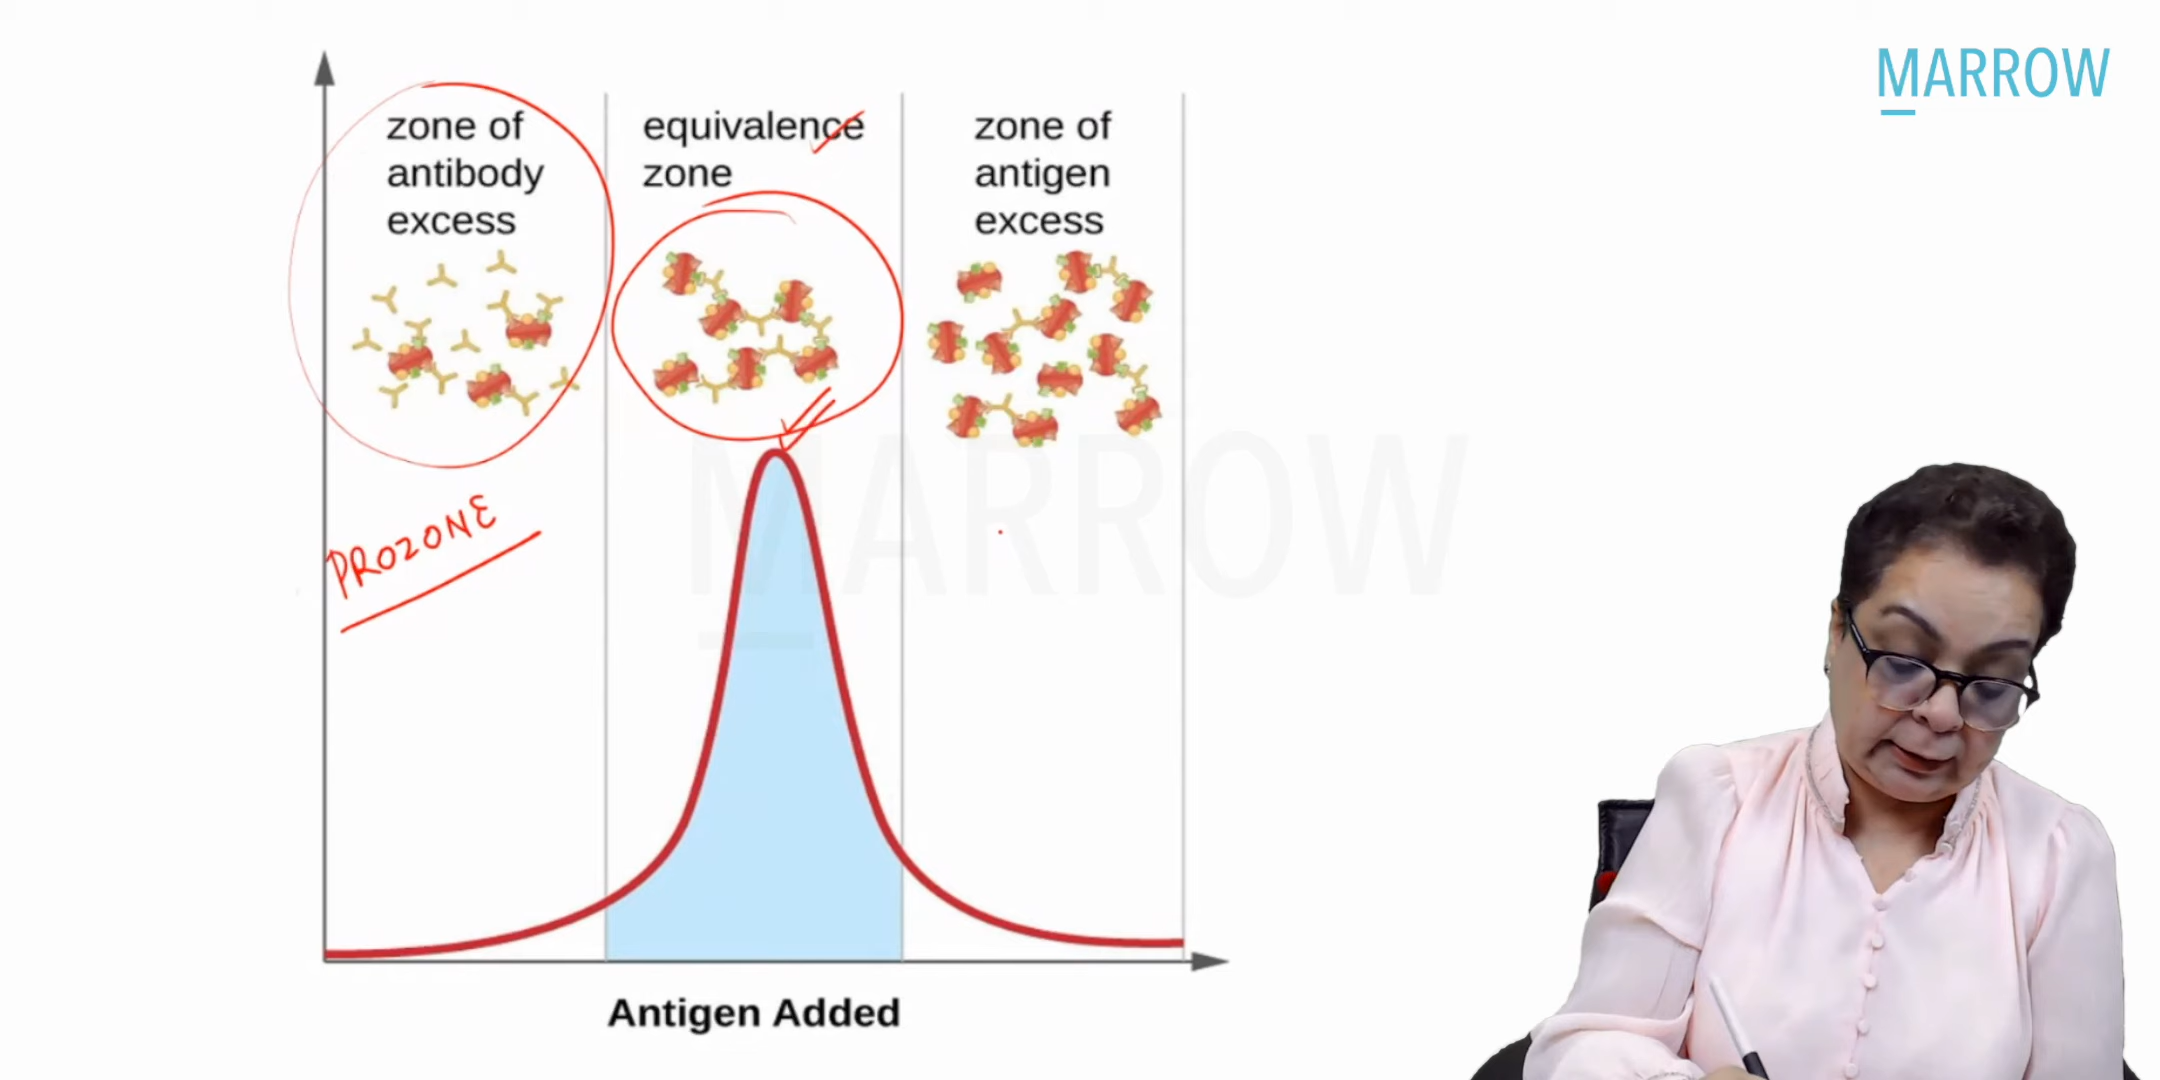 MARROW
zone of
antibody
excess
equivalence
zone
zone of
antigen
excess
PROZONE
MARROW
Antigen Added